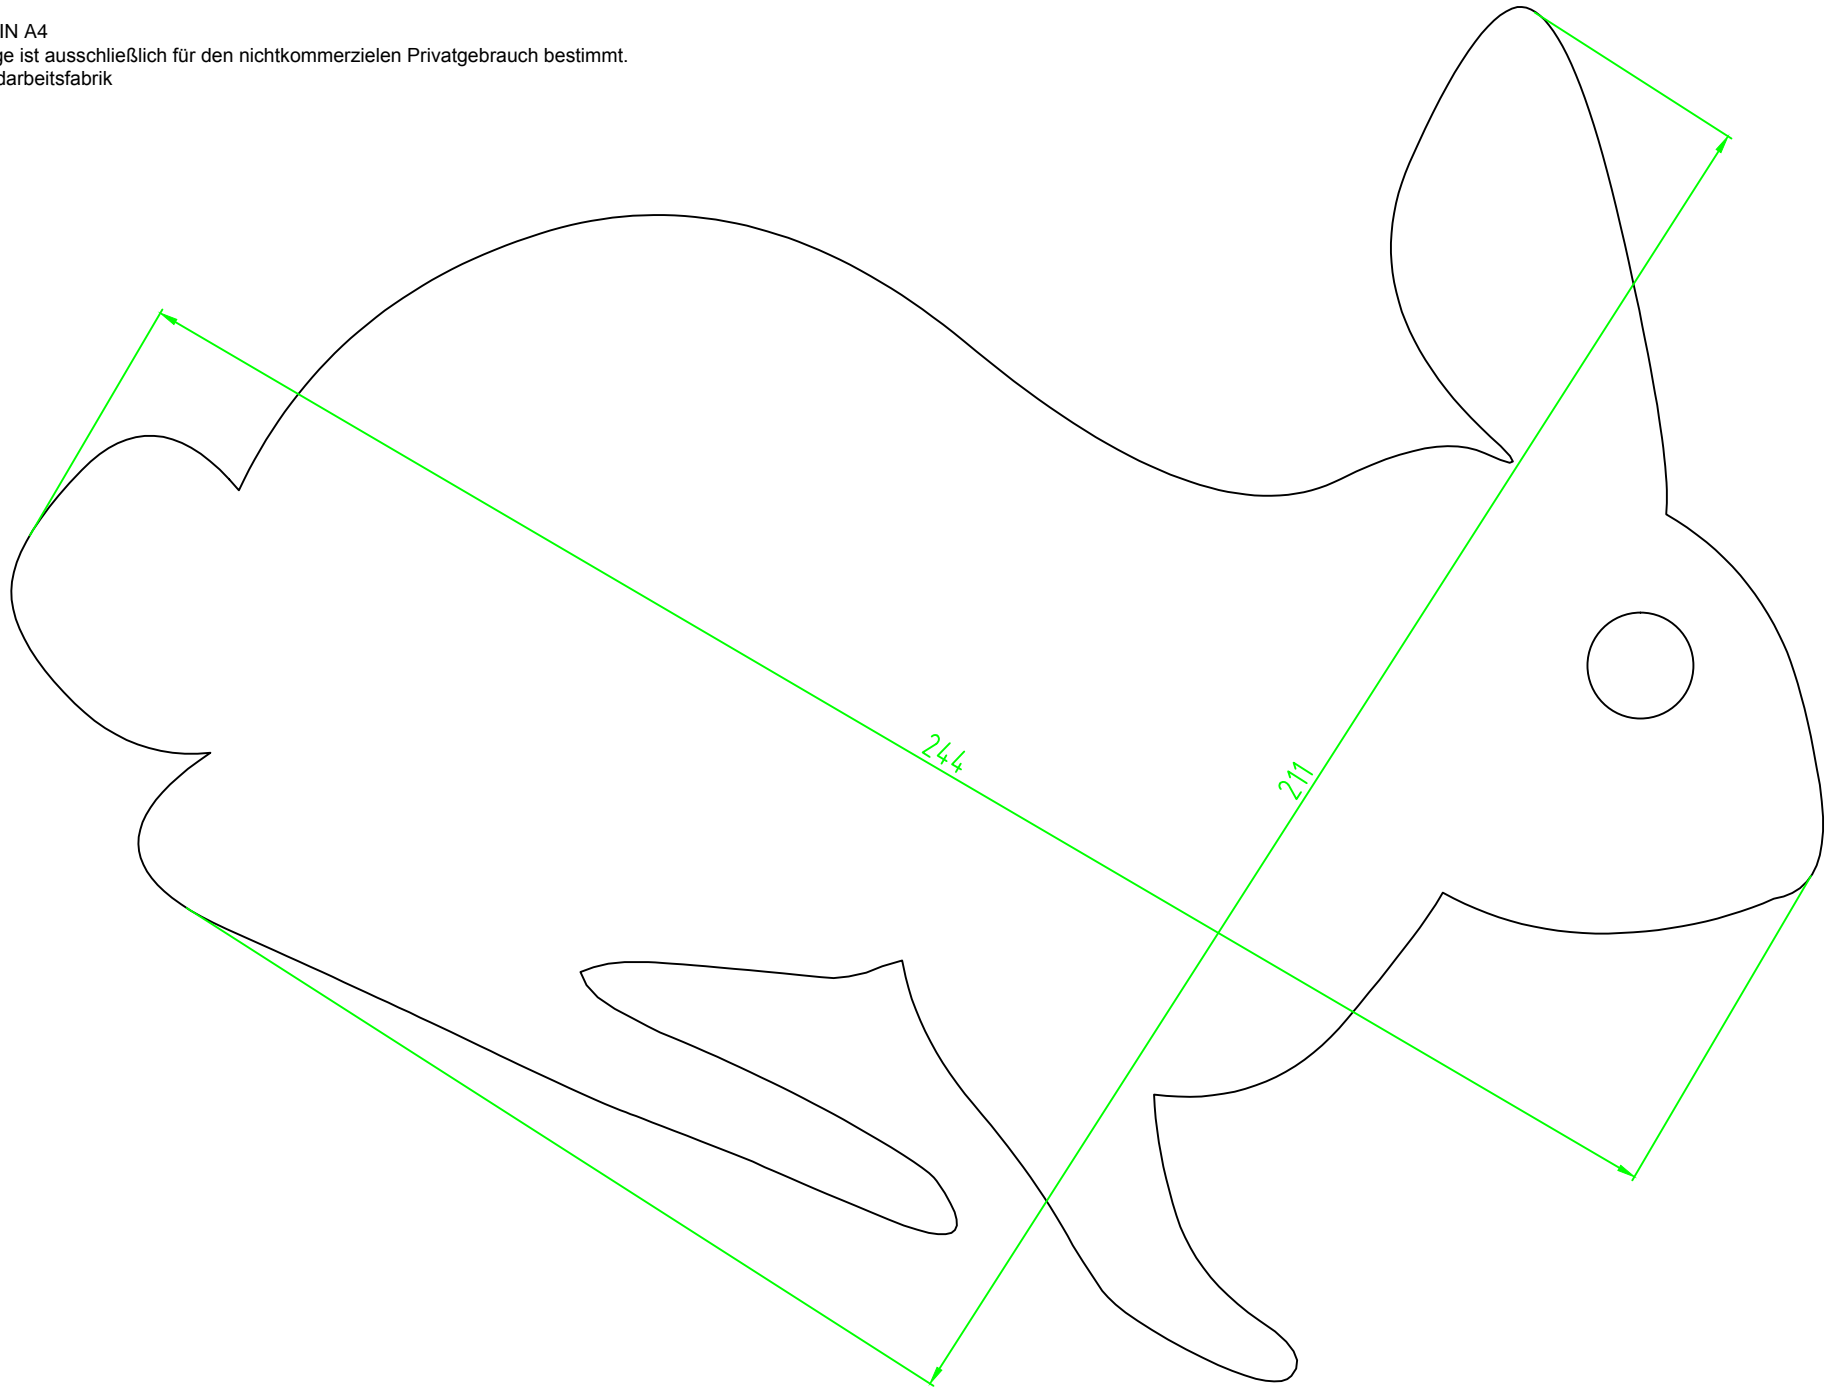 IN A4
ge ist ausschließlich für den nichtkommerzielen Privatgebrauch bestimmt.
darbeitsfabrik
244
211